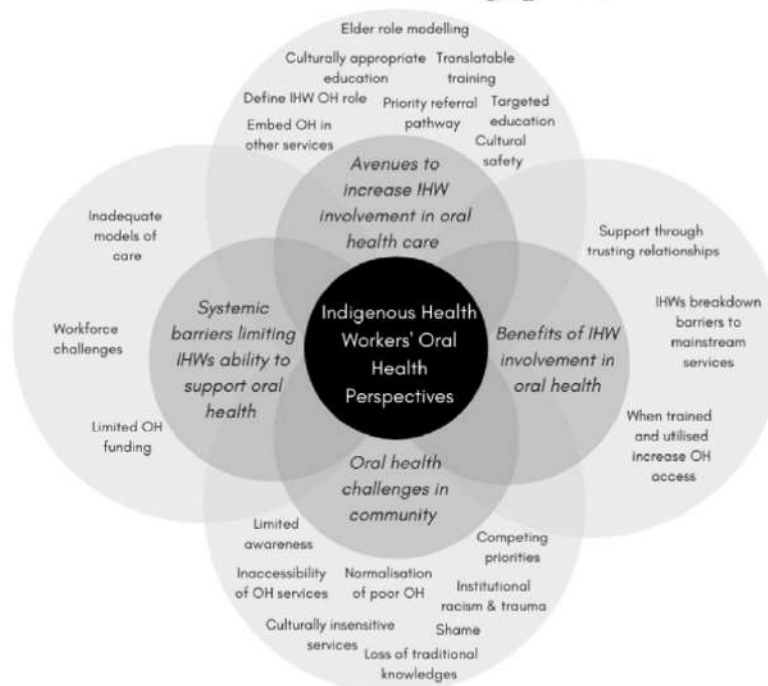 Elder role modelling
Culturally appropriate
education
Translatable
training
Define IHW OH role
Priority referral
pathway
Targeted
education
Embed OH in
other services
Cultural
safety
Avenues to
increase IHW
involvement in oral
health care
Inadequate
models of
care
Workforce
challenges
Limited OH
funding
Systemic
barriers limiting
IHWs ability to
support oral
health
Indigenous Health
Workers' Oral
Health
Perspectives
Benefits of IHW
involvement in
oral health
Support through
trusting relationships
IHWs breakdown
barriers to
mainstream
services
When trained
and utilised
increase OH
access
Oral health
challenges in
community
Limited
awareness
Competing
priorities
Inaccessibility
of OH services
Normalisation
of poor OH
Institutional
racism & trauma
Culturally insensitive
services
Shame
Loss of traditional
knowledges